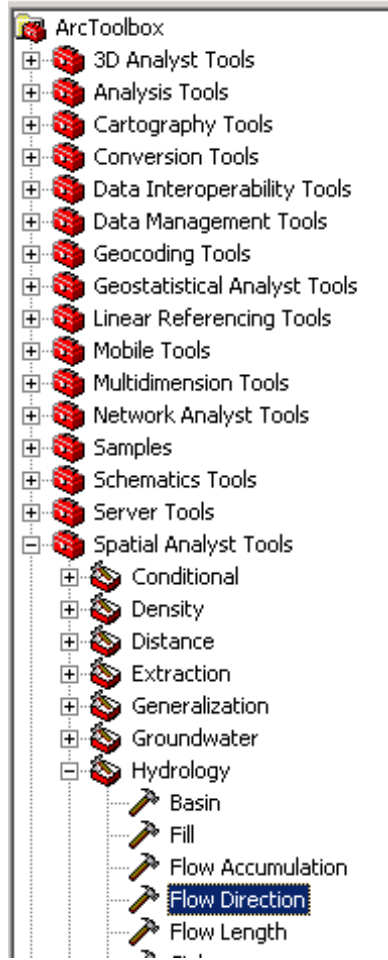 ArcToolbox
3D Analyst Tools
Analysis Tools
Cartography Tools
Conversion Tools
Data Interoperability Tools
Data Management Tools
Geocoding Tools
Geostatistical Analyst Tools
Linear Referencing Tools
Mobile Tools
Multidimension Tools
Network Analyst Tools
Samples
Schematics Tools
Server Tools
Spatial Analyst Tools
Conditional
Density
Distance
Extraction
Generalization
Groundwater
Hydrology
Basin
Fill
Flow Accumulation
Flow Direction
Flow Length